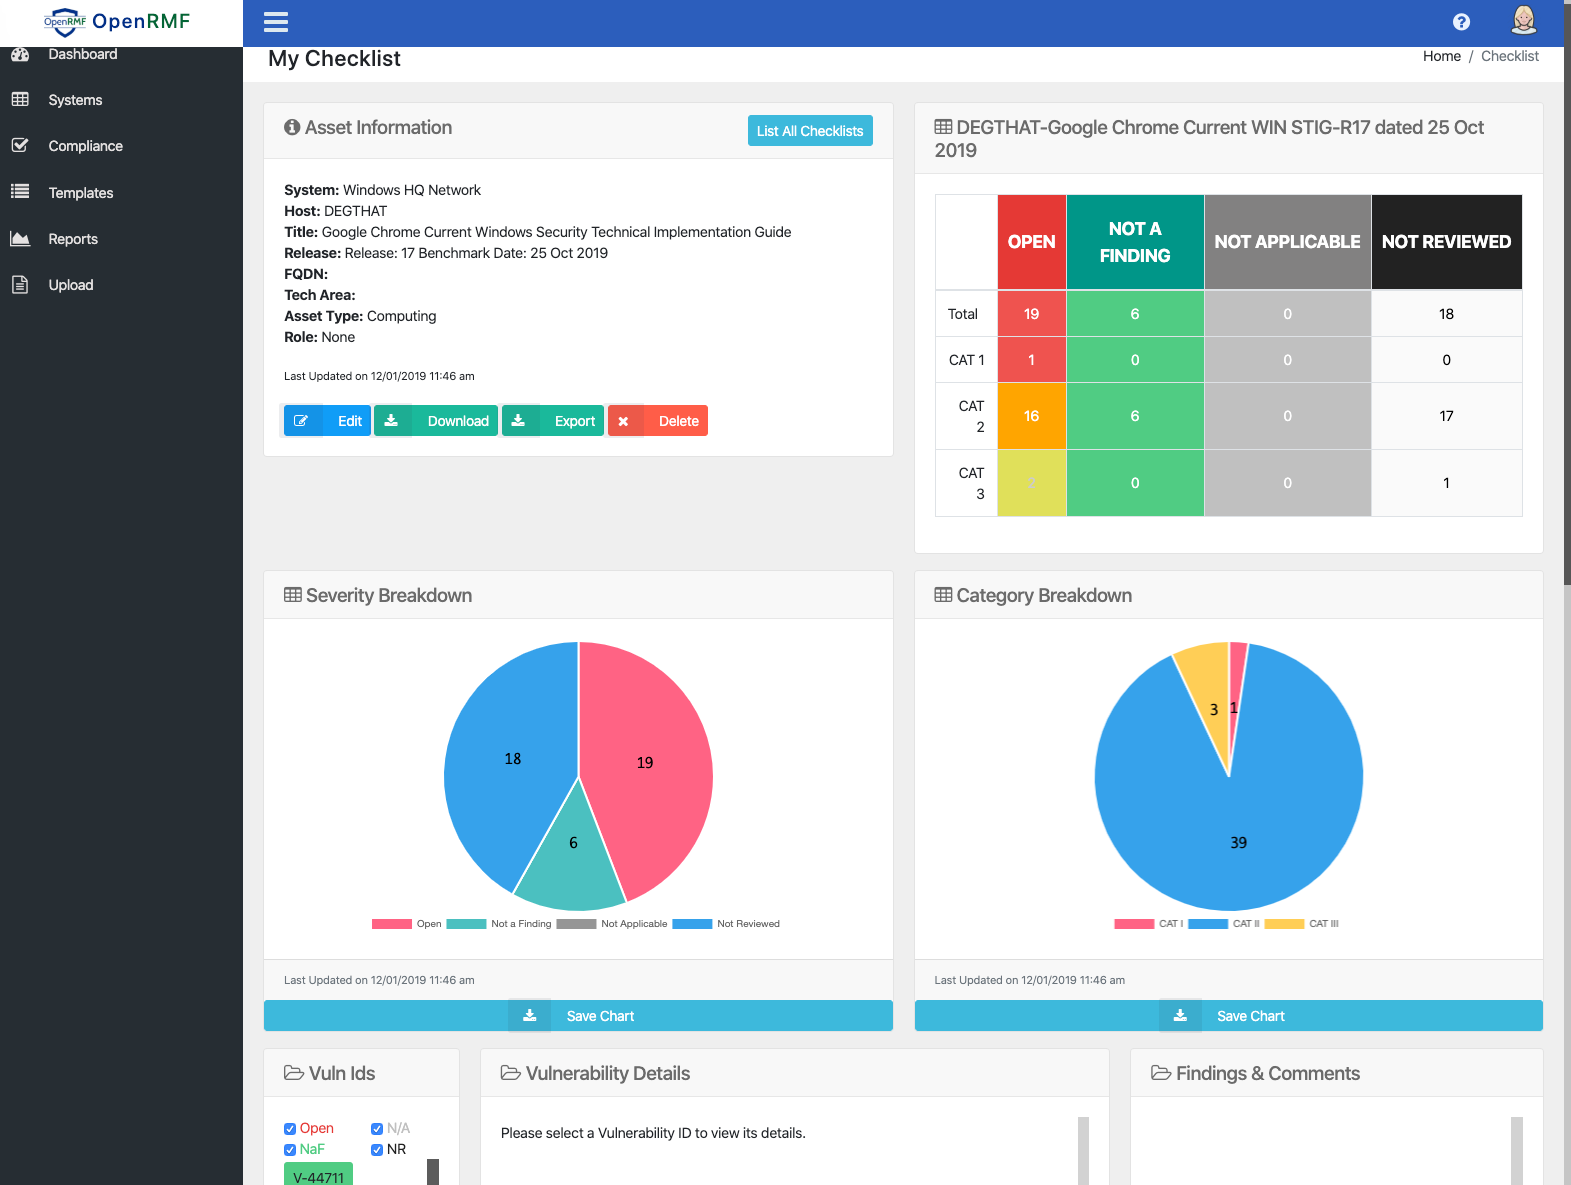 OpenRMF OpenRMF
Dashboard
Systems
Compliance
Templates
Reports
Upload
My Checklist
Home / Checklist
Asset Information
List All Checklists
System: Windows HQ Network
Host: DEGTHAT
Title: Google Chrome Current Windows Security Technical Implementation Guide
Release: Release: 17 Benchmark Date: 25 Oct 2019
FQDN:
Tech Area:
Asset Type: Computing
Role: None
Last Updated on 12/01/2019 11:46 am
Edit Download Export Delete
DEGTHAT-Google Chrome Current WIN STIG-R17 dated 25 Oct
2019
OPEN NOT A FINDING NOT APPLICABLE NOT REVIEWED
Total 19 6 0 18
CAT 1 1 0 0 0
CAT 2 16 6 0 17
CAT 3 2 0 0 1
Severity Breakdown
18
19
6
Open Not a Finding Not Applicable Not Reviewed
Last Updated on 12/01/2019 11:46 am
Save Chart
Category Breakdown
3 1
39
CAT I CAT II CAT III
Last Updated on 12/01/2019 11:46 am
Save Chart
Vuln Ids
Open N/A
NaF NR
V-44711
Vulnerability Details
Please select a Vulnerability ID to view its details.
Findings & Comments